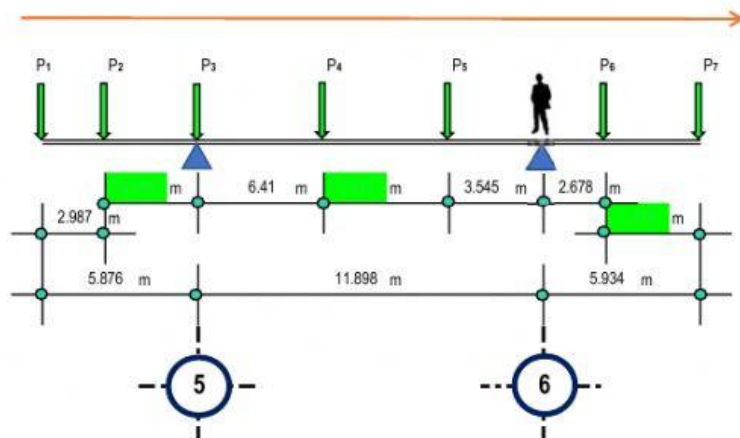 P₁ P₂ P₃ P₄ P₅ P₆ P₇
m 6.41 m m 3.545 m 2.678 m
2.987 m m
5.876 m 11.898 m 5.934 m
5 6